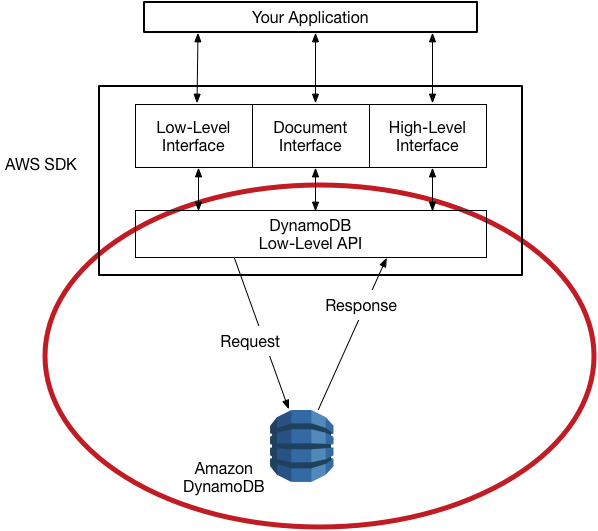 Your Application
Low-Level
Interface
Document
Interface
High-Level
Interface
AWS SDK
DynamoDB
Low-Level API
Response
Request
Amazon
DynamoDB